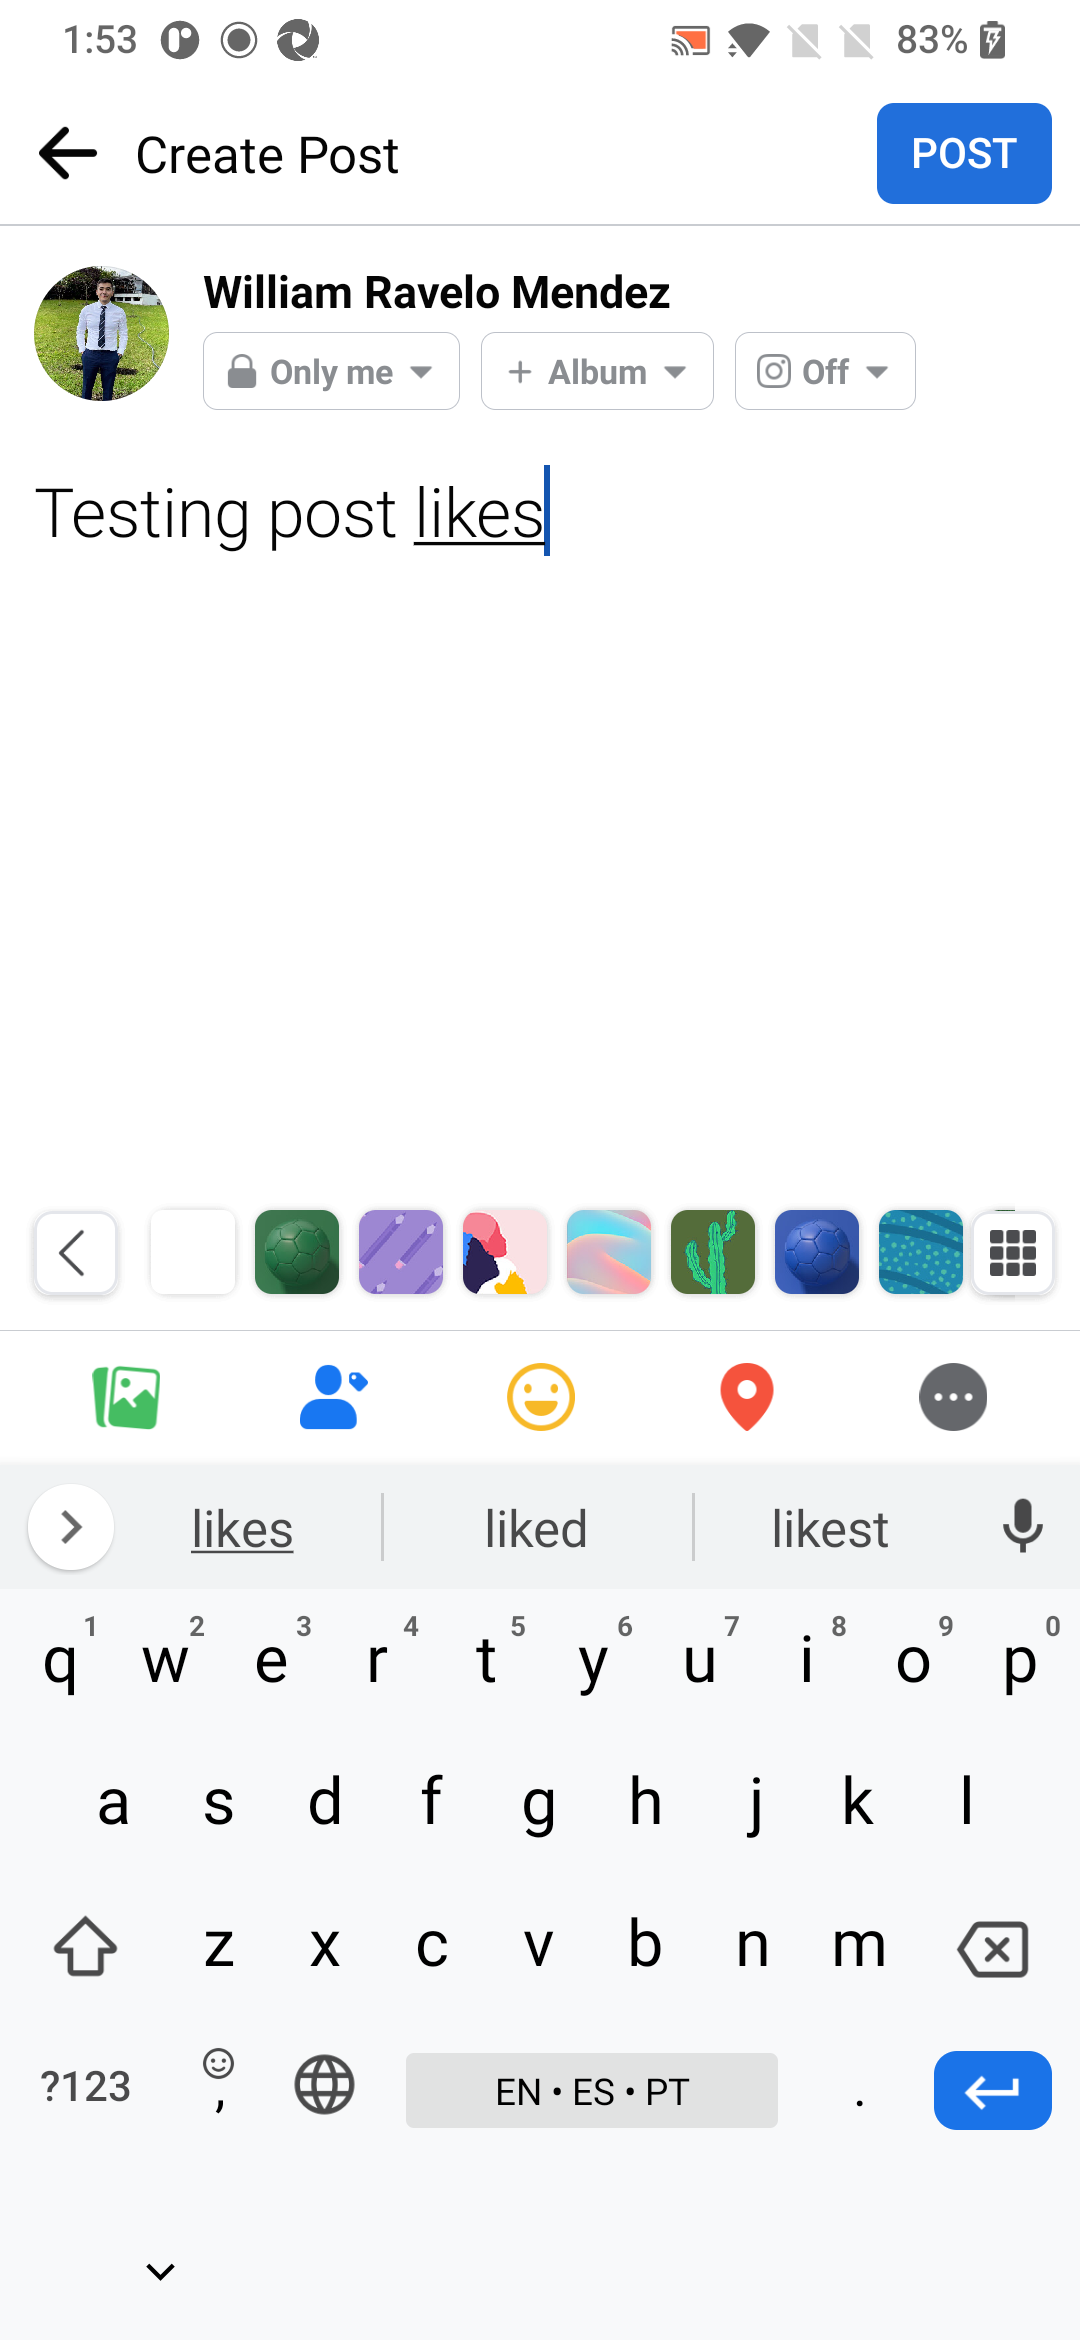 1:53
83%
Create Post
POST
William Ravelo Mendez
Only me
+ Album
Off
Testing post likes
likes liked likest
1 2 3 4 5 6 7 8 9 0
q w e r t y u i o p
a s d f g h j k l
z x c v b n m
?123 , EN • ES • PT .